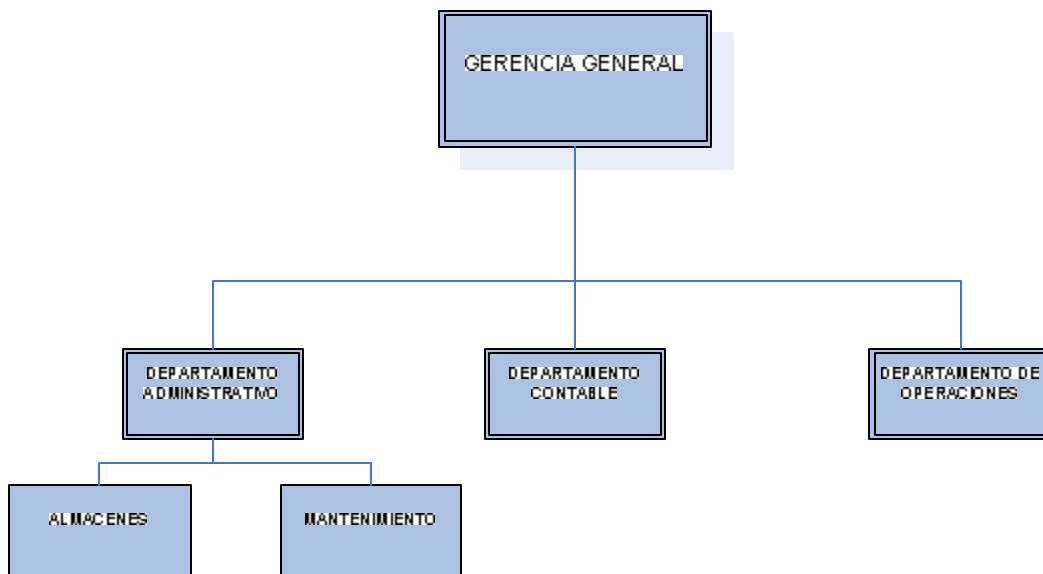 GERENCIA GENERAL
DEPARTAMENTO
ADMINISTRATIVO
DEPARTAMENTO
CONTABLE
DEPARTAMENTO DE
OPERACIONES
ALMACENES
MANTENIMIENTO